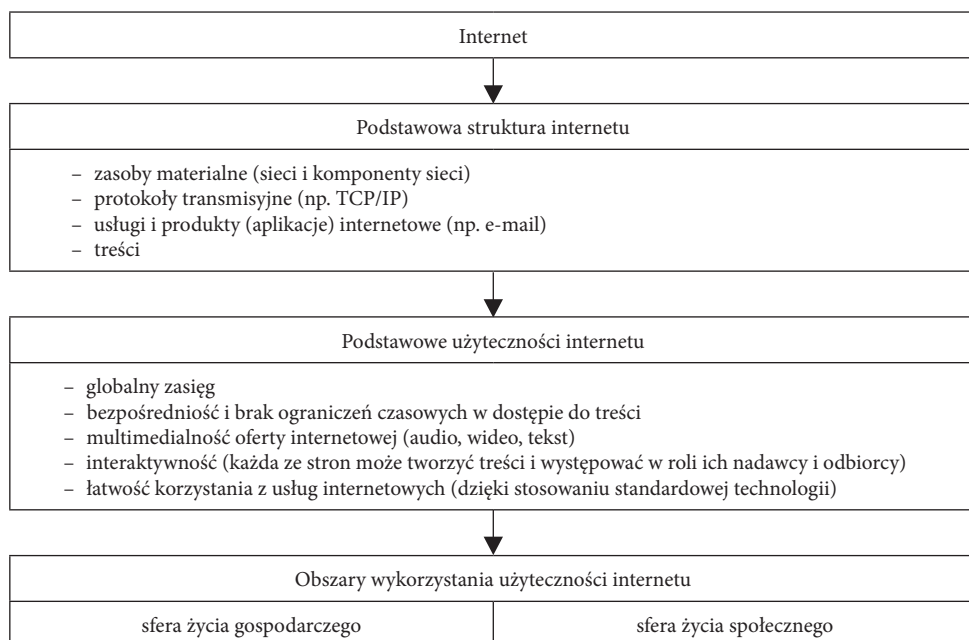 Internet
Podstawowa struktura internetu
– zasoby materialne (sieci i komponenty sieci)
– protokoły transmisyjne (np. TCP/IP)
– usługi i produkty (aplikacje) internetowe (np. e-mail)
– treści
Podstawowe użyteczności internetu
– globalny zasięg
– bezpośredniość i brak ograniczeń czasowych w dostępie do treści
– multimedialność oferty internetowej (audio, wideo, tekst)
– interaktywność (każda ze stron może tworzyć treści i występować w roli ich nadawcy i odbiorcy)
– łatwość korzystania z usług internetowych (dzięki stosowaniu standardowej technologii)
Obszary wykorzystania użyteczności internetu
sfera życia gospodarczego
sfera życia społecznego